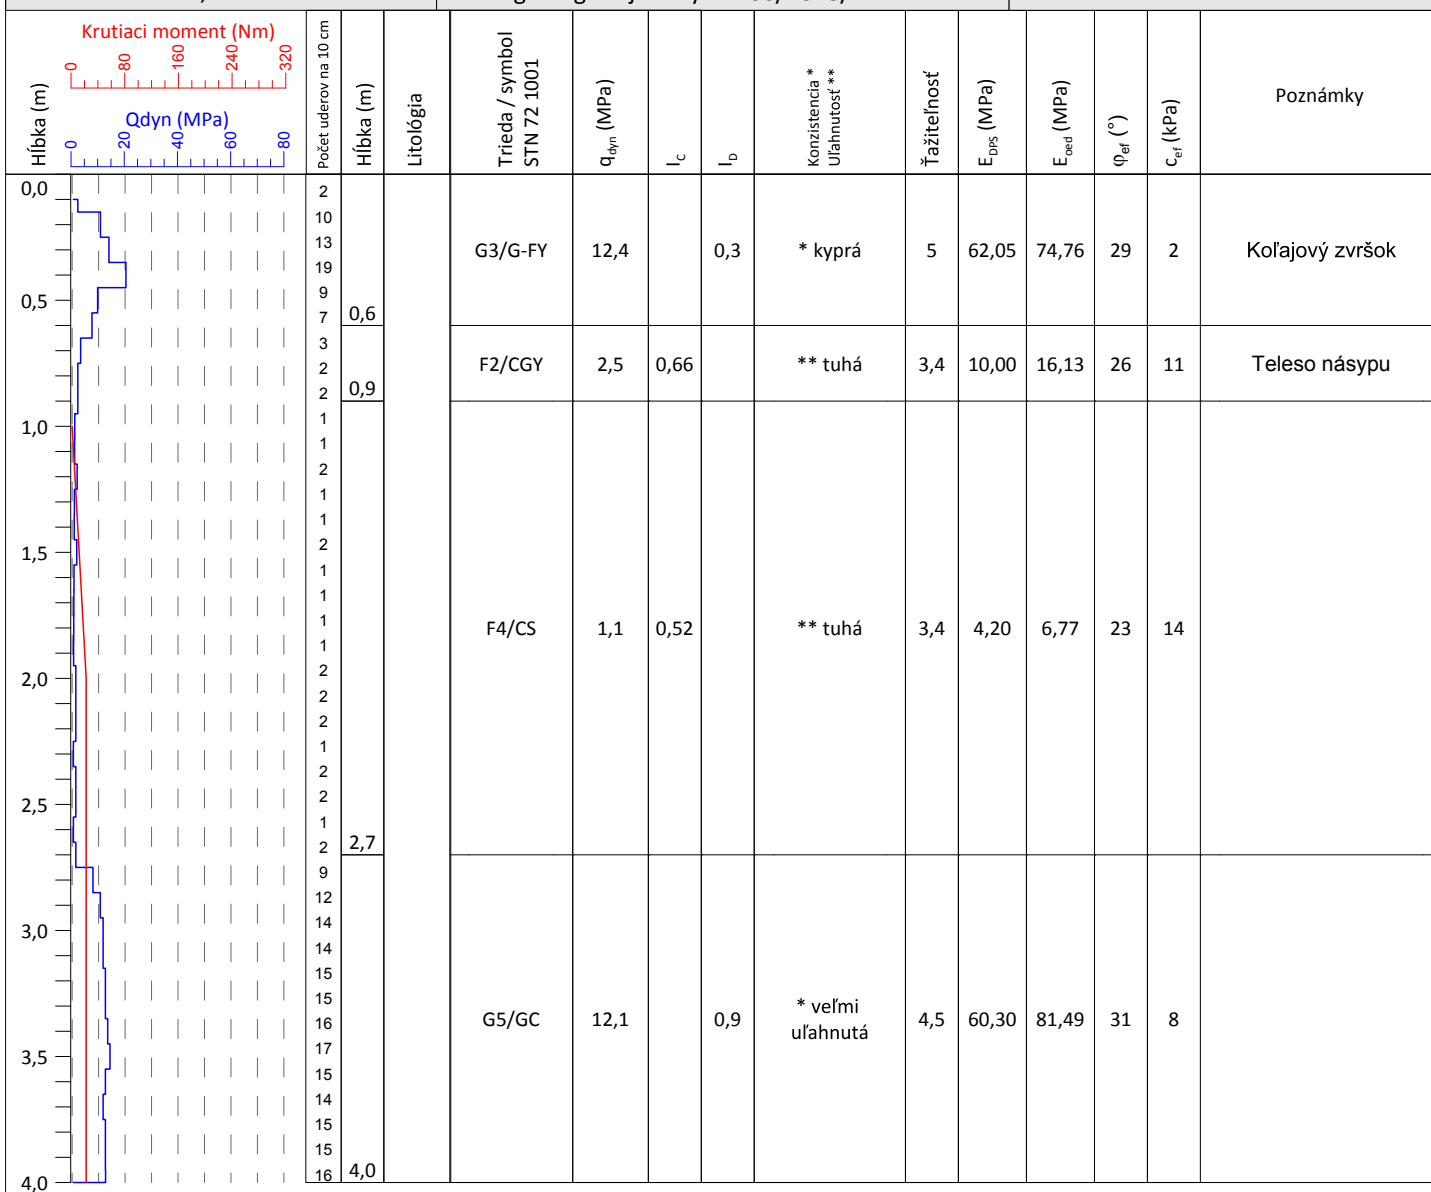 Krutiaci moment (Nm)
0 80 160 240 320
Qdyn (MPa)
0 20 40 60 80
Hĺbka (m)
Počet uderov na 10 cm
Hĺbka (m)
Litológia
Trieda / symbol
STN 72 1001
qdyn (MPa)
IC
ID
Konzistencia *
Uľahnutosť **
Ťažiteľnosť
EDPS (MPa)
Eoed (MPa)
φef (°)
cef (kPa)
Poznámky
0,0
0,5
1,0
1,5
2,0
2,5
3,0
3,5
4,0
2
10
13
19
9
7
3
2
2
1
1
2
1
1
2
1
1
1
1
2
2
2
1
2
2
1
2
9
12
14
14
15
15
16
17
15
14
15
15
16
0,6
0,9
2,7
4,0
G3/G-FY 12,4 0,3 * kyprá 5 62,05 74,76 29 2 Koľajový zvršok
F2/CGY 2,5 0,66 ** tuhá 3,4 10,00 16,13 26 11 Teleso násypu
F4/CS 1,1 0,52 ** tuhá 3,4 4,20 6,77 23 14
G5/GC 12,1 0,9 * veľmi
uľahnutá 4,5 60,30 81,49 31 8